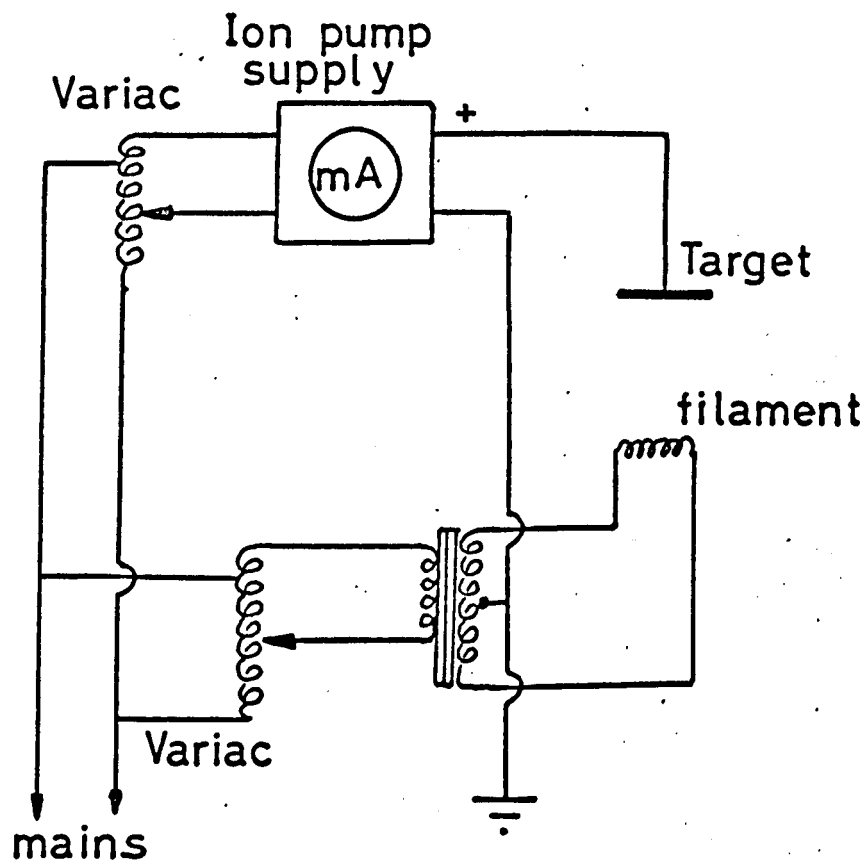 Ion pump
supply
Variac
+
mA
Target
filament
Variac
mains